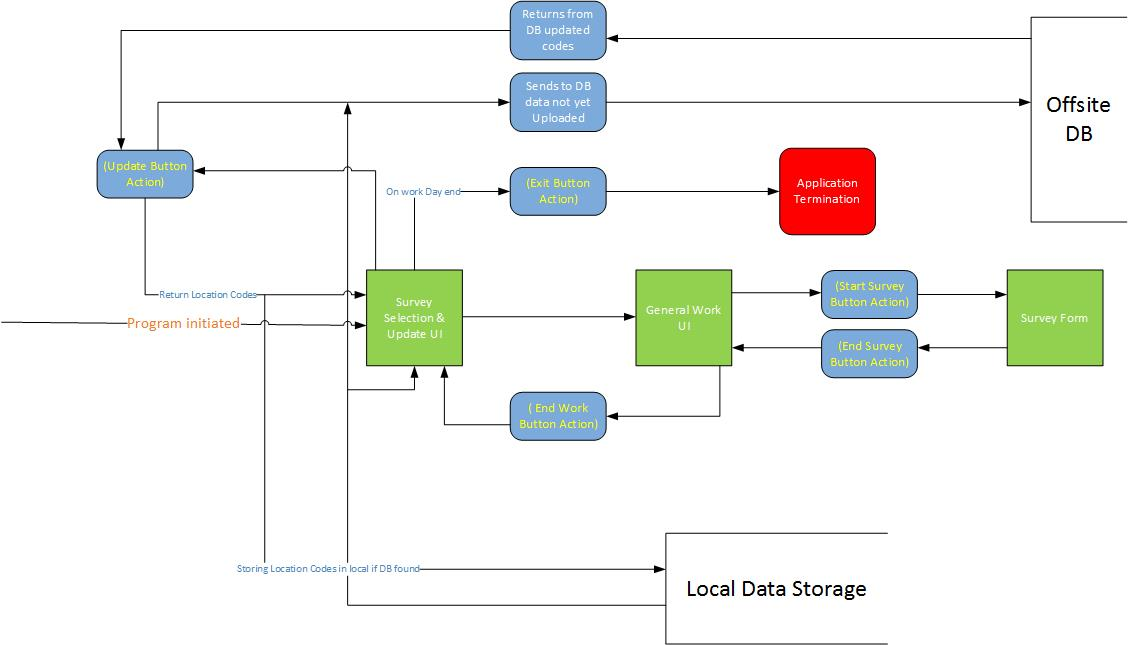 Returns from
DB updated
codes
Sends to DB
data not yet
Uploaded
Offsite
DB
(Update Button
Action)
On work Day end
(Exit Button
Action)
Application
Termination
Return Location Codes
Program initiated
Survey
Selection &
Update UI
General Work
UI
(Start Survey
Button Action)
(End Survey
Button Action)
Survey Form
( End Work
Button Action)
Storing Location Codes in local if DB found
Local Data Storage